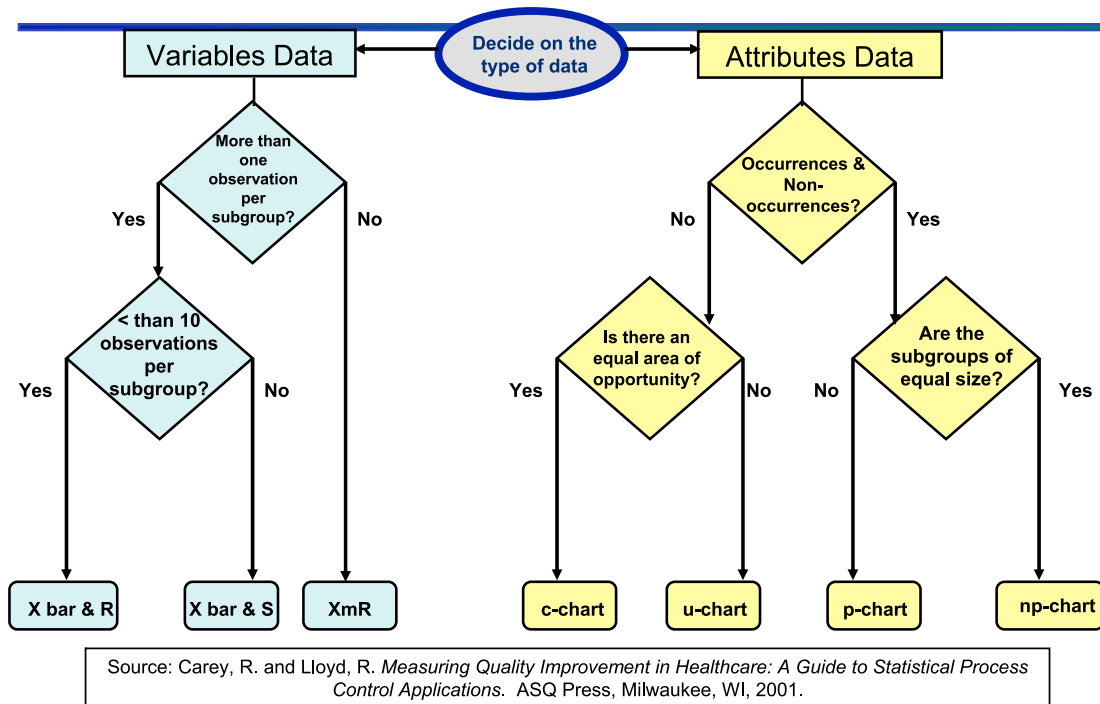 Decide on the
type of data
Variables Data
Attributes Data
More than
one
observation
per
subgroup?
Yes
No
< than 10
observations
per
subgroup?
Yes
No
Occurrences &
Non-
occurrences?
No
Yes
Is there an
equal area of
opportunity?
Yes
No
Are the
subgroups of
equal size?
No
Yes
X bar & R
X bar & S
XmR
c-chart
u-chart
p-chart
np-chart
Source: Carey, R. and Lloyd, R. Measuring Quality Improvement in Healthcare: A Guide to Statistical Process
Control Applications. ASQ Press, Milwaukee, WI, 2001.